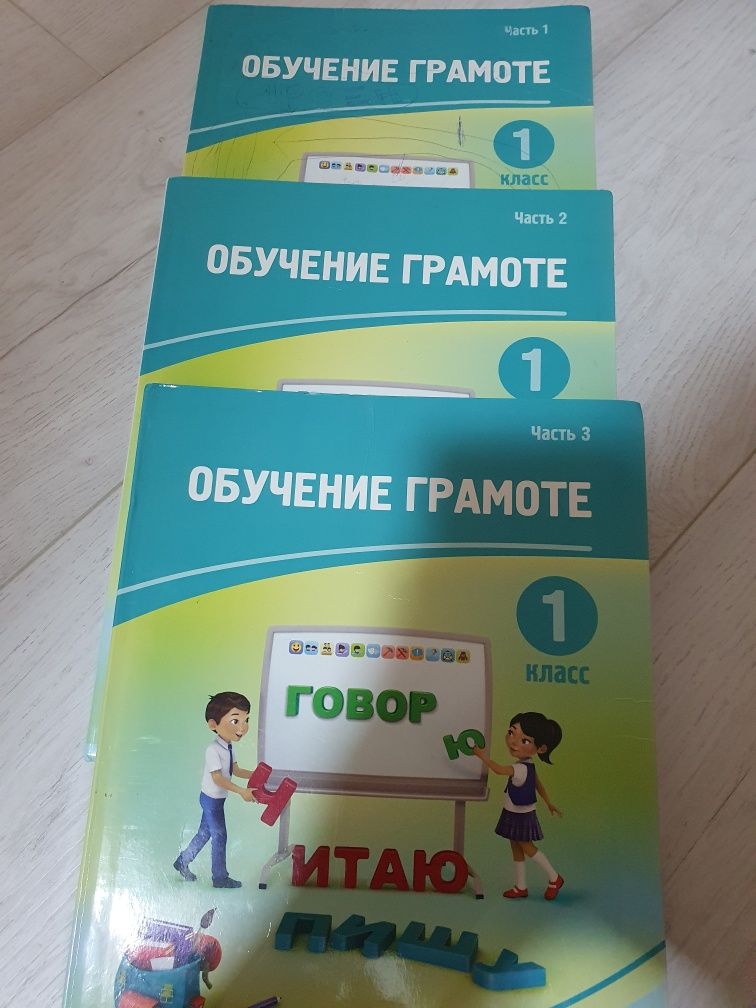 Часть 1
ОБУЧЕНИЕ ГРАМОТЕ
1
класс
Часть 2
ОБУЧЕНИЕ ГРАМОТЕ
1
Часть 3
ОБУЧЕНИЕ ГРАМОТЕ
1
класс
ГОВОР
Ю
Ч
ИТАЮ
ПИШУ